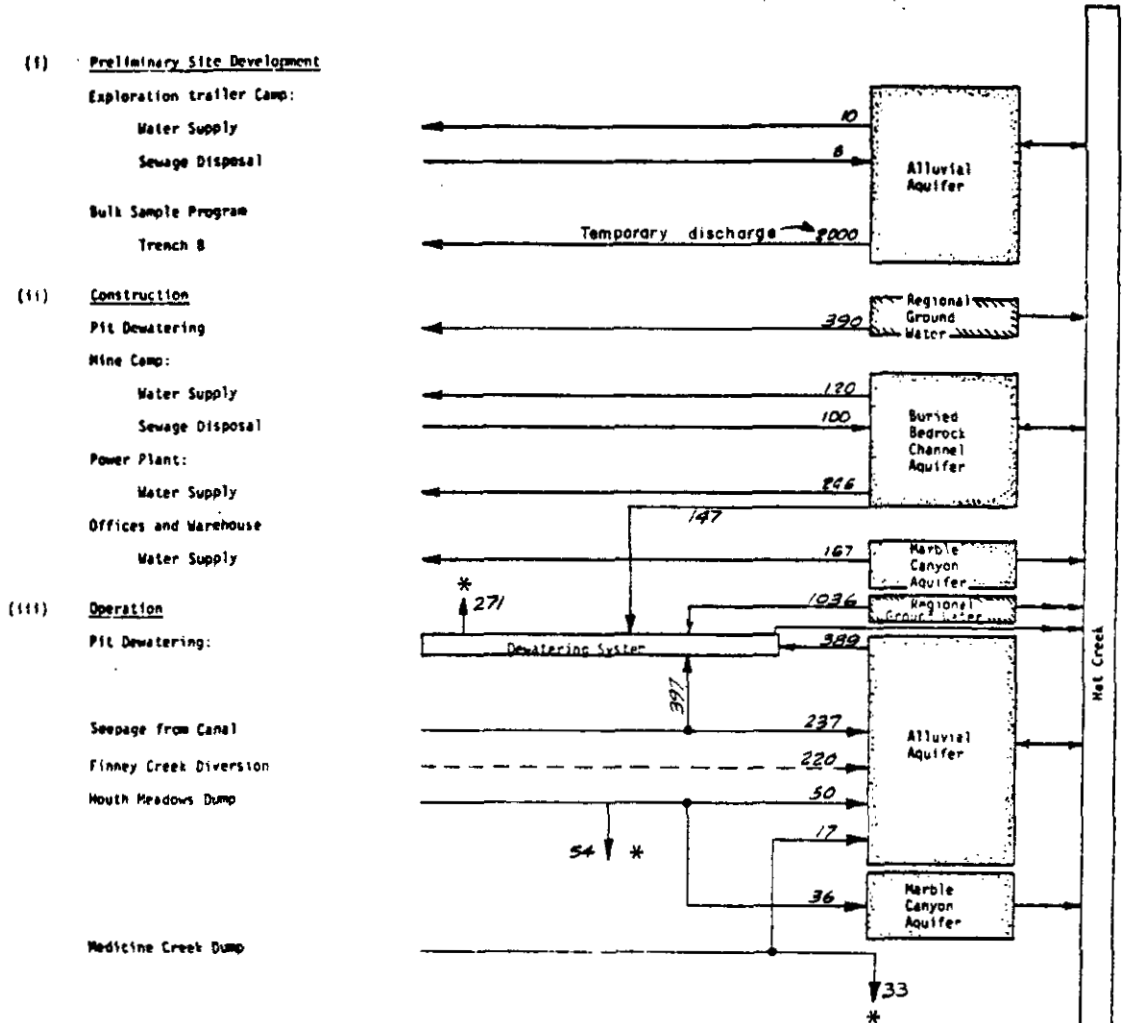 (i) Preliminary Site Development
Exploration trailer Camp:
Water Supply 10
Sewage Disposal 8
Alluvial
Aquifer
Bulk Sample Program
Temporary discharge 2000
Trench 8
(ii) Construction
Regional
Ground
Water
Pit Dewatering 390
Mine Camp:
Water Supply 120
Sewage Disposal 100
Buried
Bedrock
Channel
Aquifer
Power Plant:
Water Supply
147
Offices and Warehouse
Water Supply 167
Marble
Canyon
Aquifer
(iii) Operation
* 271
1036
Regional
Ground Water
Pit Dewatering:
Dewatering System
389
397
Hat Creek
Seepage from Canal 237
Alluvial
Aquifer
Finney Creek Diversion 220
Houth Meadows Dump 50
17
54 *
36
Marble
Canyon
Aquifer
Medicine Creek Dump
33
*